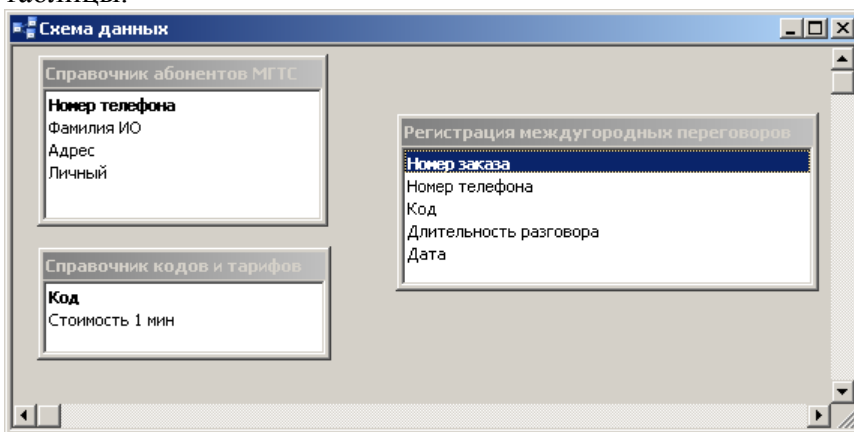 Схема данных
Справочник абонентов МГТС
Номер телефона
Фамилия ИО
Адрес
Личный
Регистрация междугородных переговоров
Номер заказа
Номер телефона
Код
Длительность разговора
Дата
Справочник кодов и тарифов
Код
Стоимость 1 мин